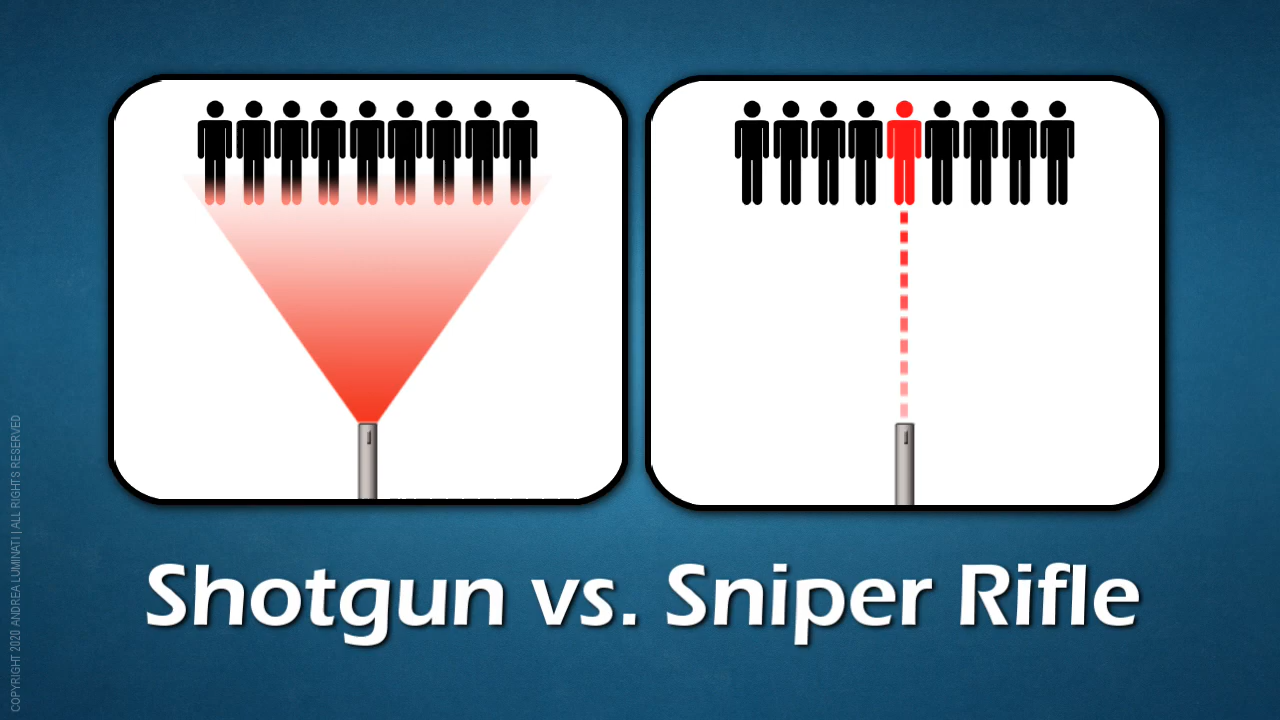 Shotgun vs. Sniper Rifle
COPYRIGHT 2020 ANDREA LUMINATI | ALL RIGHTS RESERVED